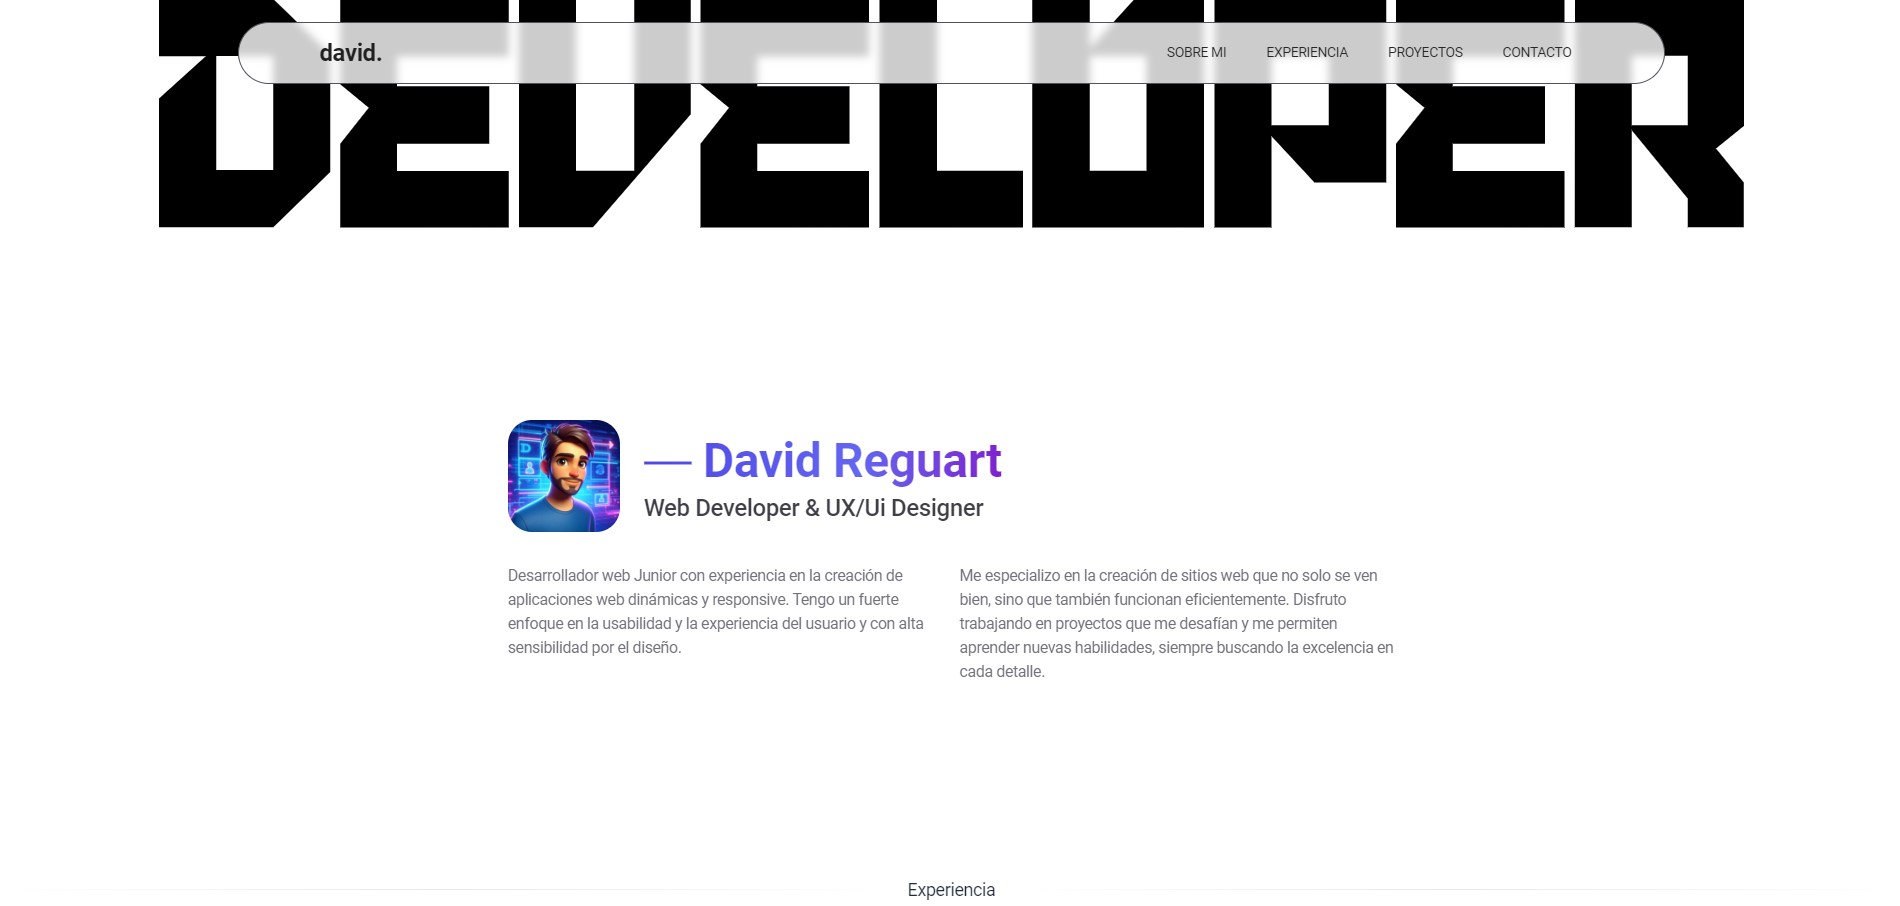 DEVELOPER
david.
SOBRE MI
EXPERIENCIA
PROYECTOS
CONTACTO
— David Reguart
Web Developer & UX/Ui Designer
Desarrollador web Junior con experiencia en la creación de
aplicaciones web dinámicas y responsive. Tengo un fuerte
enfoque en la usabilidad y la experiencia del usuario y con alta
sensibilidad por el diseño.
Me especializo en la creación de sitios web que no solo se ven
bien, sino que también funcionan eficientemente. Disfruto
trabajando en proyectos que me desafían y me permiten
aprender nuevas habilidades, siempre buscando la excelencia en
cada detalle.
Experiencia